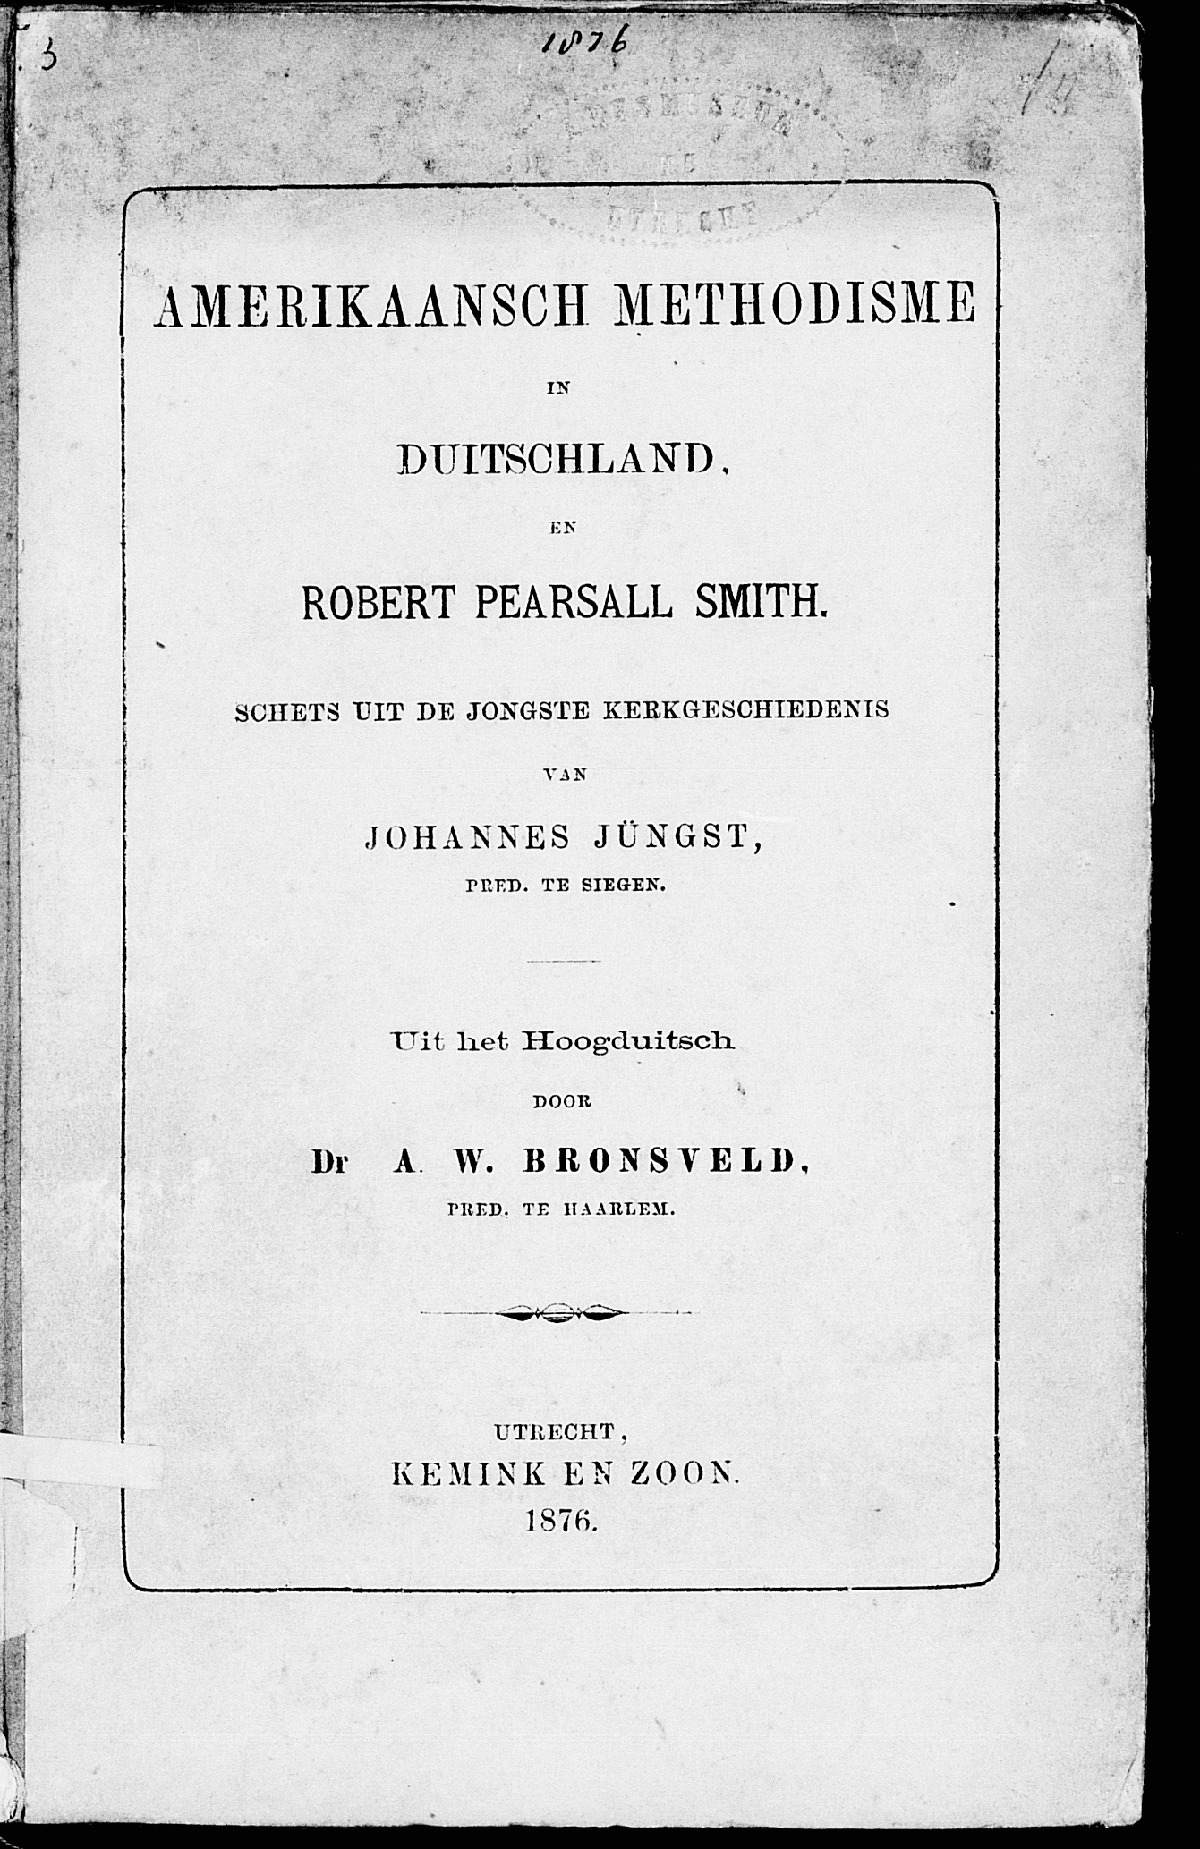 3
1876
AMERIKAANSCH METHODISME
IN
DUITSCHLAND,
EN
ROBERT PEARSALL SMITH.
SCHETS UIT DE JONGSTE KERKGESCHIEDENIS
VAN
JOHANNES JÜNGST,
PRED. TE SIEGEN.
Uit het Hoogduitsch
DOOR
Dr A. W. BRONSVELD,
PRED. TE HAARLEM.
UTRECHT,
KEMINK EN ZOON.
1876.